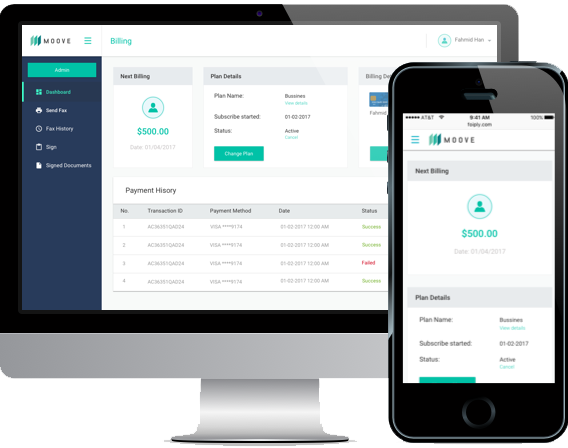 MOOVE
Billing
Fahmid Han
Admin
Dashboard
Send Fax
Fax History
Sign
Signed Documents
Next Billing
$500.00
Date: 01/04/2017
Plan Details
Plan Name:
Bussines
View details
Subscribe started:
01-02-2017
Status:
Active
Cancel
Change Plan
Billing De
Fahmid
Payment Hisory
No. Transaction ID Payment Method Date Status
1 AC36351QAD24 VISA ****9174 01-02-2017 12:00 AM Success
2 AC36351QAD24 VISA ****9174 01-02-2017 12:00 AM Success
3 AC36351QAD24 VISA ****9174 01-02-2017 12:00 AM Failed
4 AC36351QAD24 VISA ****9174 01-02-2017 12:00 AM Success
AT&T 9:41 AM 100%
MOOVE
Next Billing
$500.00
Date: 01/04/2017
Plan Details
Plan Name: Bussines
View details
Subscribe started: 01-02-2017
Status: Active
Cancel